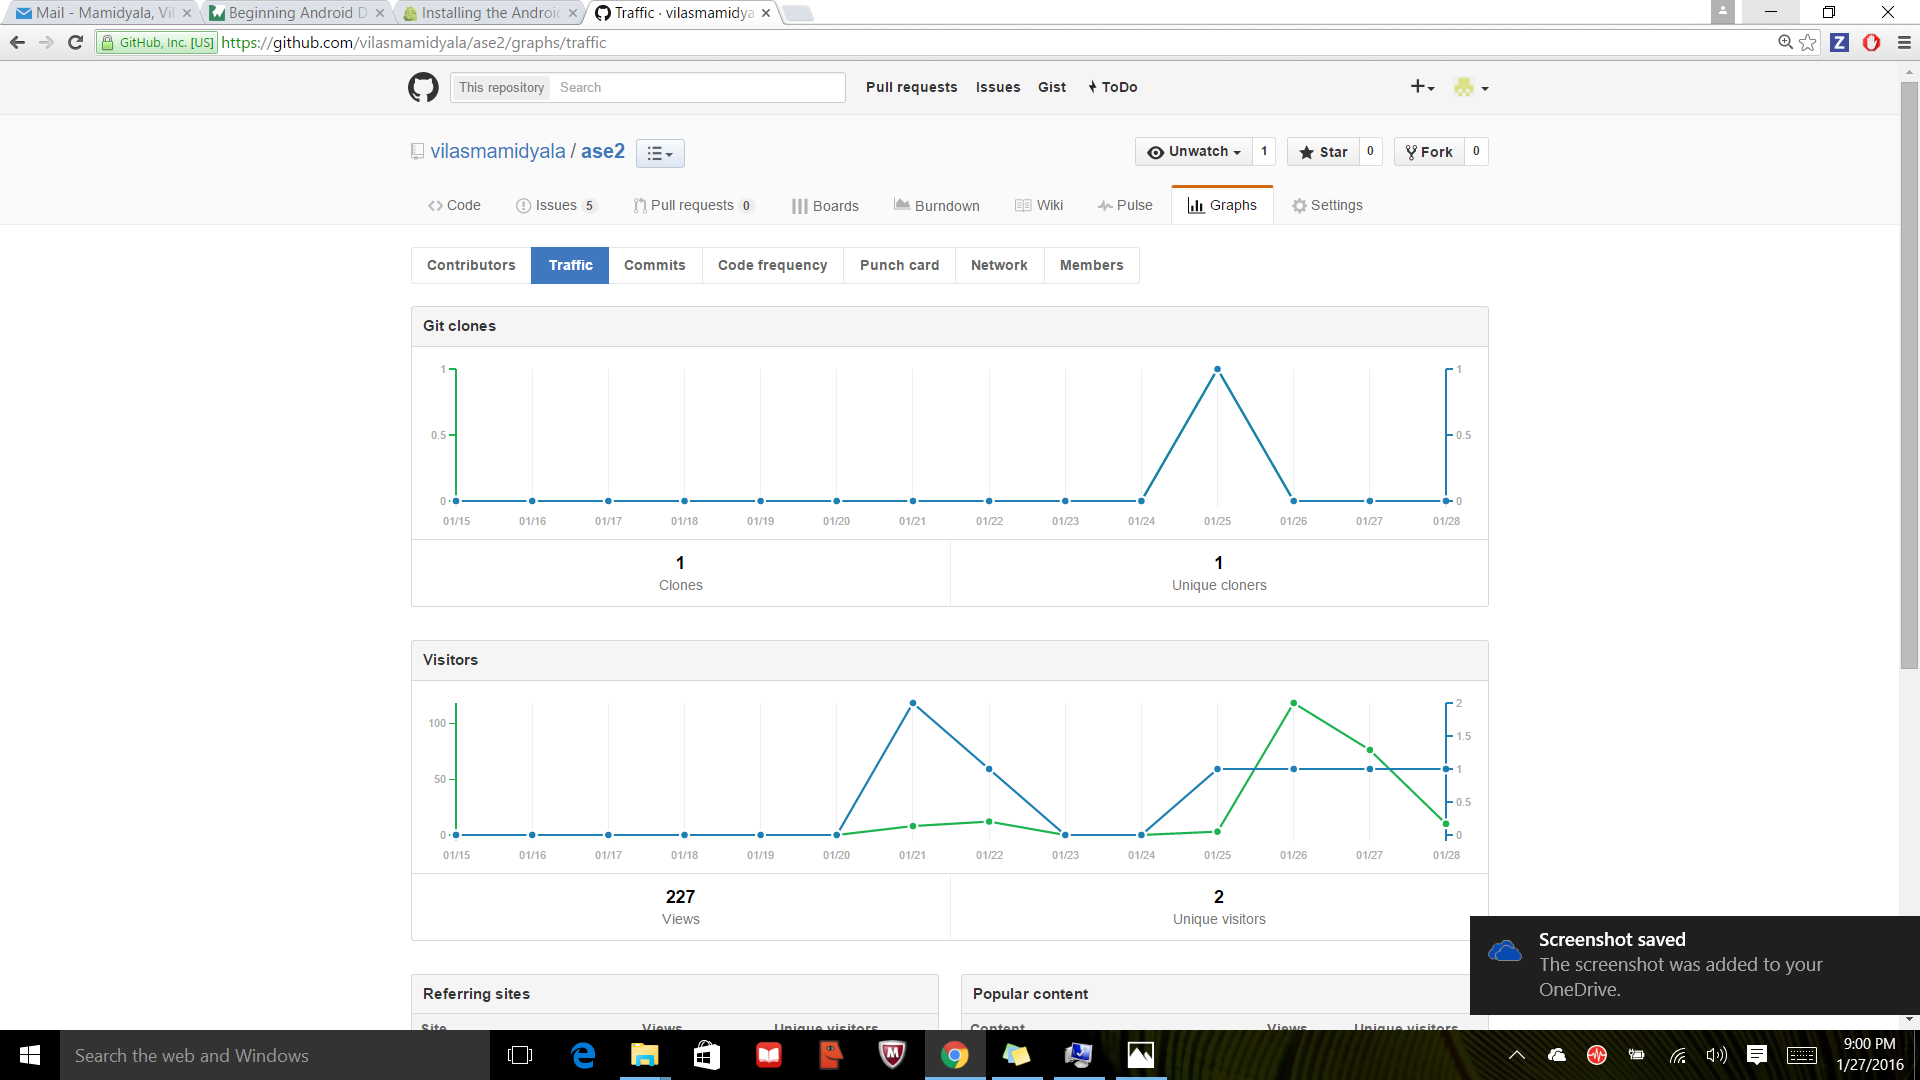 Mail - Mamidyala, Vil
Beginning Android D
Installing the Androi
Traffic · vilasmamidya
GitHub, Inc. [US] https://github.com/vilasmamidyala/ase2/graphs/traffic
This repository Search Pull requests Issues Gist ToDo
vilasmamidyala / ase2
Unwatch 1 Star 0 Fork 0
Code Issues 5 Pull requests 0 Boards Burndown Wiki Pulse Graphs Settings
Contributors Traffic Commits Code frequency Punch card Network Members
Git clones
1 1
0.5 0.5
0 0
01/15 01/16 01/17 01/18 01/19 01/20 01/21 01/22 01/23 01/24 01/25 01/26 01/27 01/28
1 1
Clones Unique cloners
Visitors
100 2
1.5
50 1
0.5
0 0
01/15 01/16 01/17 01/18 01/19 01/20 01/21 01/22 01/23 01/24 01/25 01/26 01/27 01/28
227 2
Views Unique visitors
Screenshot saved
The screenshot was added to your
OneDrive.
Referring sites Popular content
Site Views Unique visitors Content Views Unique visitors
Search the web and Windows
9:00 PM
1/27/2016